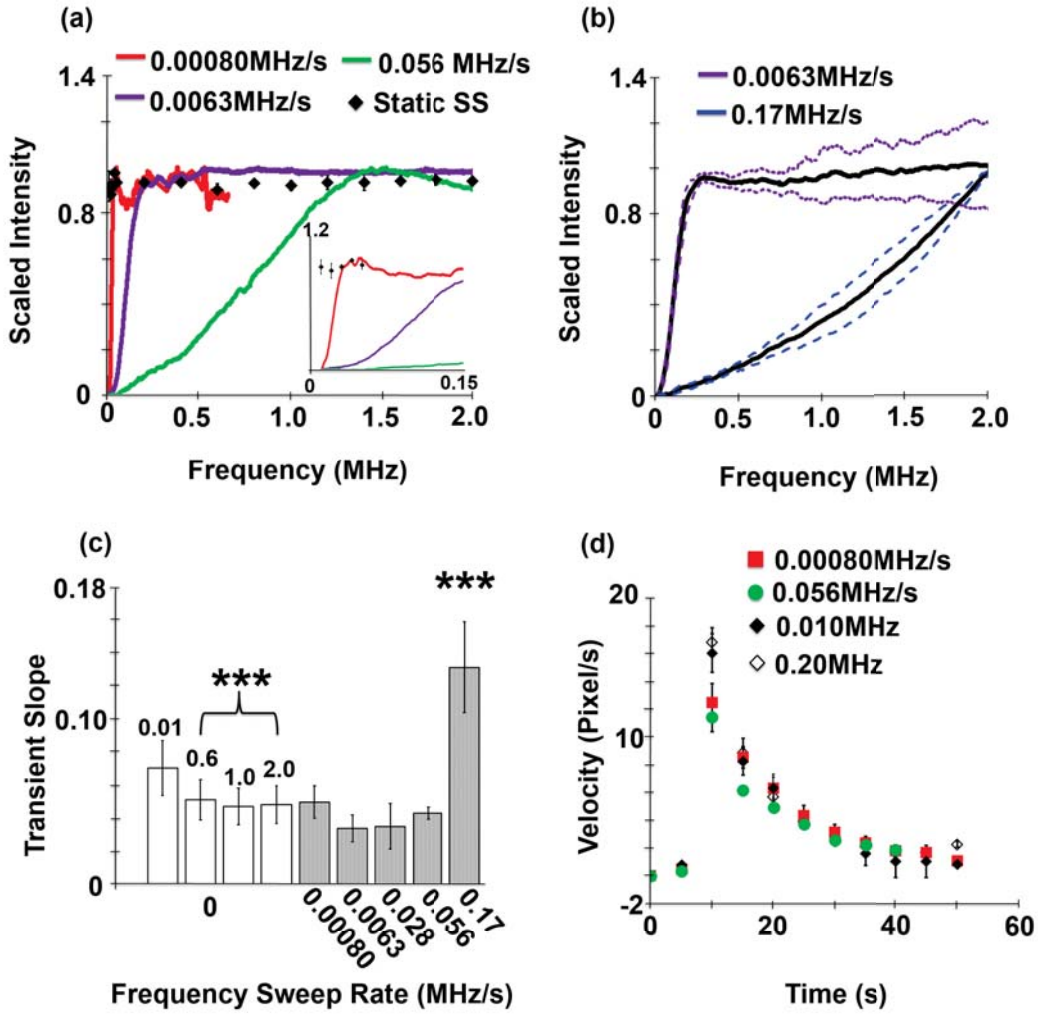 (a)
0.00080MHz/s
0.056 MHz/s
0.0063MHz/s
Static SS
1.4
0.8
0
Scaled Intensity
0
0.5
1.0
1.5
2.0
Frequency (MHz)
1.2
0
0.15
(b)
0.0063MHz/s
0.17MHz/s
1.4
0.8
0
Scaled Intensity
0
0.5
1.0
1.5
2.0
Frequency (MHz)
(c)
0.18
0.10
0
Transient Slope
0.01
0.6
1.0
2.0
***
***
0
0.00080
0.0063
0.028
0.056
0.17
Frequency Sweep Rate (MHz/s)
(d)
0.00080MHz/s
0.056MHz/s
0.010MHz
0.20MHz
20
10
-2
Velocity (Pixel/s)
0
20
40
60
Time (s)